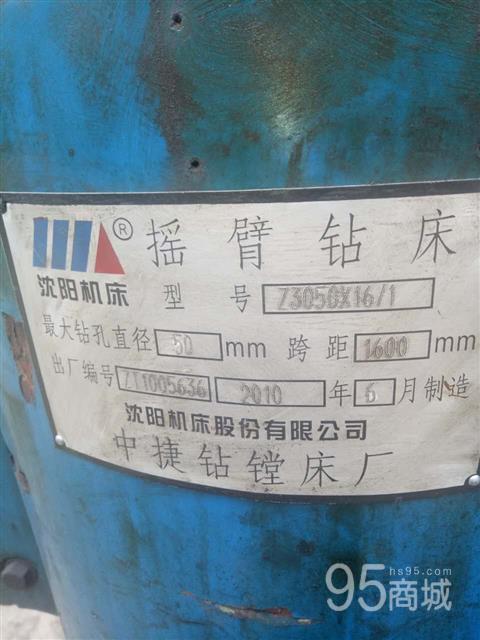 ® 摇臂钻床
沈阳机床 型号 Z3050X16/1
最大钻孔直径 50 mm 跨距 1600 mm
出厂编号 ZT1005636 2010 年 6 月制造
沈阳机床股份有限公司
中捷钻镗床厂
hs95.com
95商城